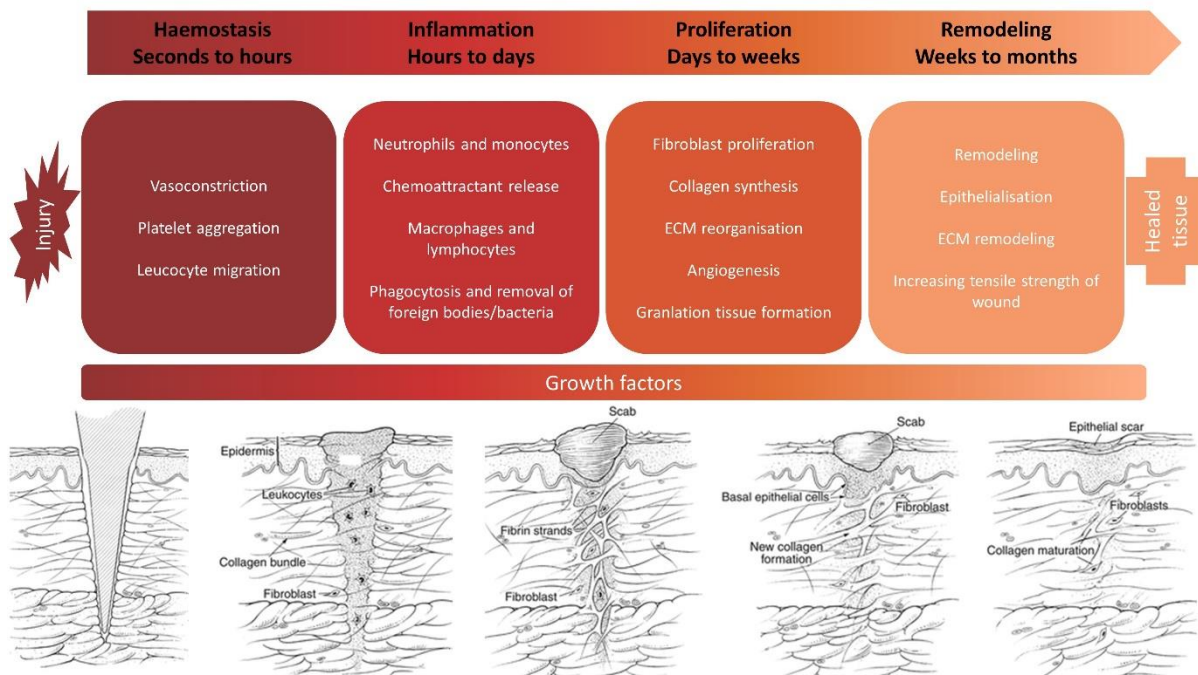 Haemostasis
Seconds to hours
Inflammation
Hours to days
Proliferation
Days to weeks
Remodeling
Weeks to months
Injury
Vasoconstriction
Platelet aggregation
Leucocyte migration
Neutrophils and monocytes
Chemoattractant release
Macrophages and
lymphocytes
Phagocytosis and removal of
foreign bodies/bacteria
Fibroblast proliferation
Collagen synthesis
ECM reorganisation
Angiogenesis
Granlation tissue formation
Remodeling
Epithelialisation
ECM remodeling
Increasing tensile strength of
wound
Healed
tissue
Growth factors
Epidermis
Leukocytes
Collagen bundle
Fibroblast
Scab
Fibrin strands
Fibroblast
Scab
Basal epithelial cells
Fibroblast
New collagen
formation
Epithelial scar
Fibroblasts
Collagen maturation